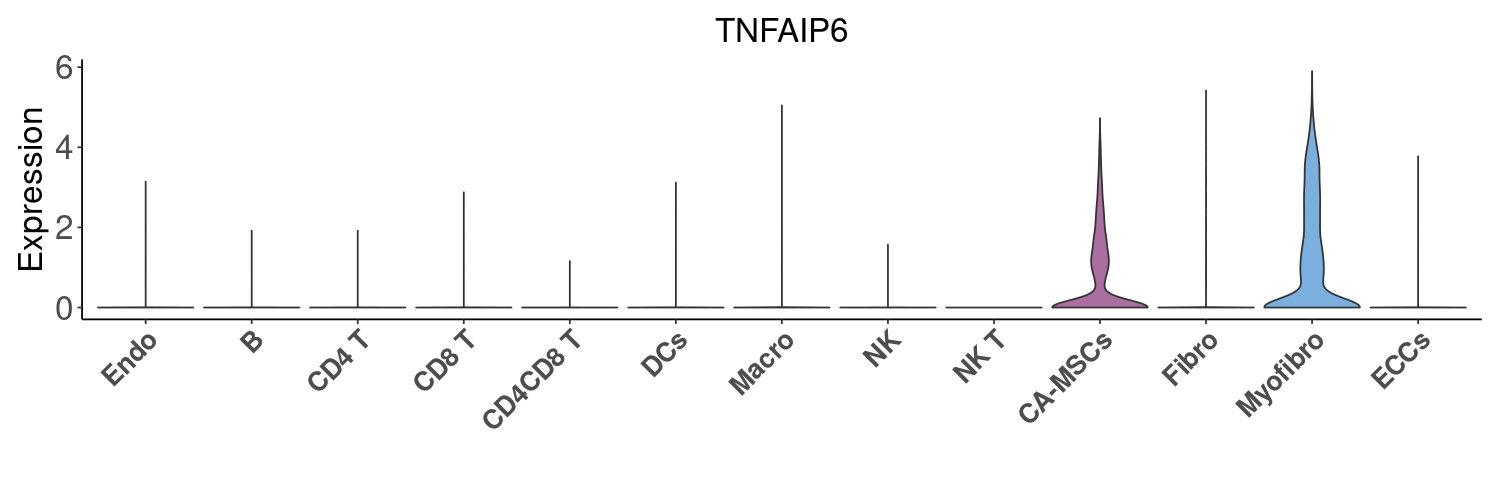 TNFAIP6
Expression
6
4
2
0
Endo
B
CD4 T
CD8 T
CD4CD8 T
DCs
Macro
NK
NK T
CA-MSCs
Fibro
Myofibro
ECCs